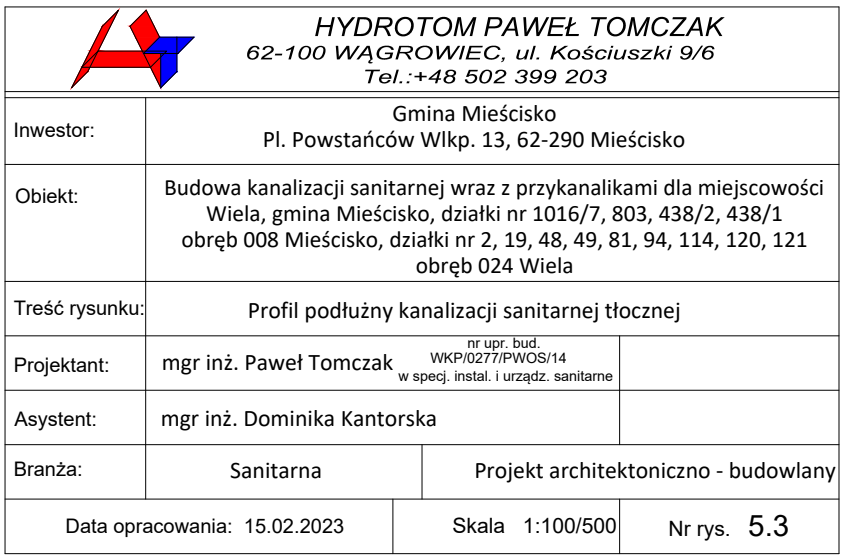 HYDROTOM PAWEŁ TOMCZAK
62-100 WĄGROWIEC, ul. Kościuszki 9/6
Tel.:+48 502 399 203
Inwestor:
Gmina Mieścisko
Pl. Powstańców Wlkp. 13, 62-290 Mieścisko
Obiekt:
Budowa kanalizacji sanitarnej wraz z przykanalikami dla miejscowości
Wiela, gmina Mieścisko, działki nr 1016/7, 803, 438/2, 438/1
obręb 008 Mieścisko, działki nr 2, 19, 48, 49, 81, 94, 114, 120, 121
obręb 024 Wiela
Treść rysunku: Profil podłużny kanalizacji sanitarnej tłocznej
Projektant: mgr inż. Paweł Tomczak
nr upr. bud.
WKP/0277/PWOS/14
w specj. instal. i urządz. sanitarne
Asystent: mgr inż. Dominika Kantorska
Branża: Sanitarna Projekt architektoniczno - budowlany
Data opracowania: 15.02.2023 Skala 1:100/500 Nr rys. 5.3